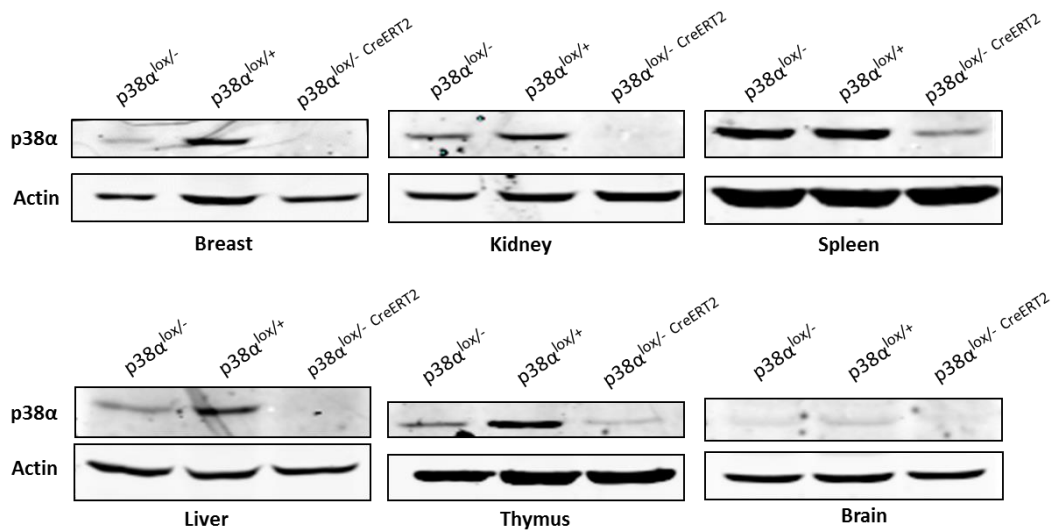 p38α^lox/- p38α^lox/+ p38α^lox/- CreERT2 p38α^lox/- p38α^lox/+ p38α^lox/- CreERT2 p38α^lox/- p38α^lox/+ p38α^lox/- CreERT2
p38α
Actin
Breast Kidney Spleen
p38α^lox/- p38α^lox/+ p38α^lox/- CreERT2 p38α^lox/- p38α^lox/+ p38α^lox/- CreERT2 p38α^lox/- p38α^lox/+ p38α^lox/- CreERT2
p38α
Actin
Liver Thymus Brain